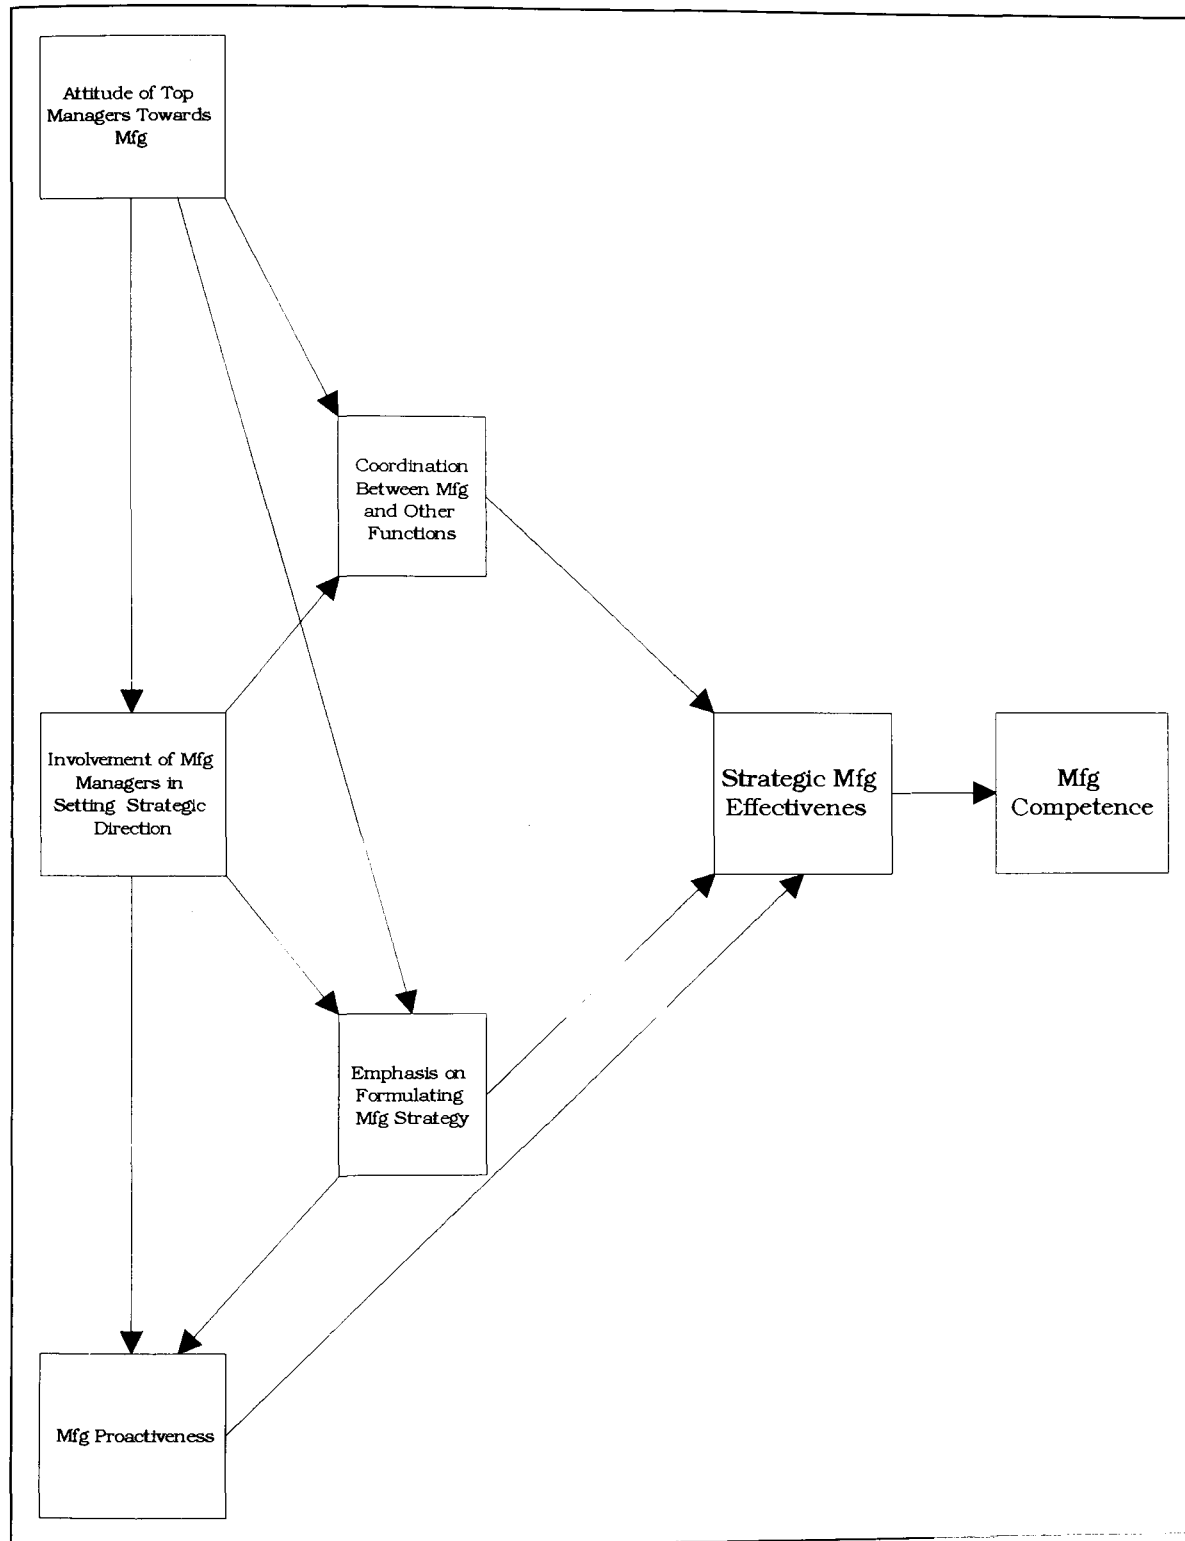 Attitude of Top
Managers Towards
Mfg
Coordination
Between Mfg
and Other
Functions
Involvement of Mfg
Managers in
Setting Strategic
Direction
Strategic Mfg
Effectivenes
Mfg
Competence
Emphasis on
Formulating
Mfg Strategy
Mfg Proactiveness